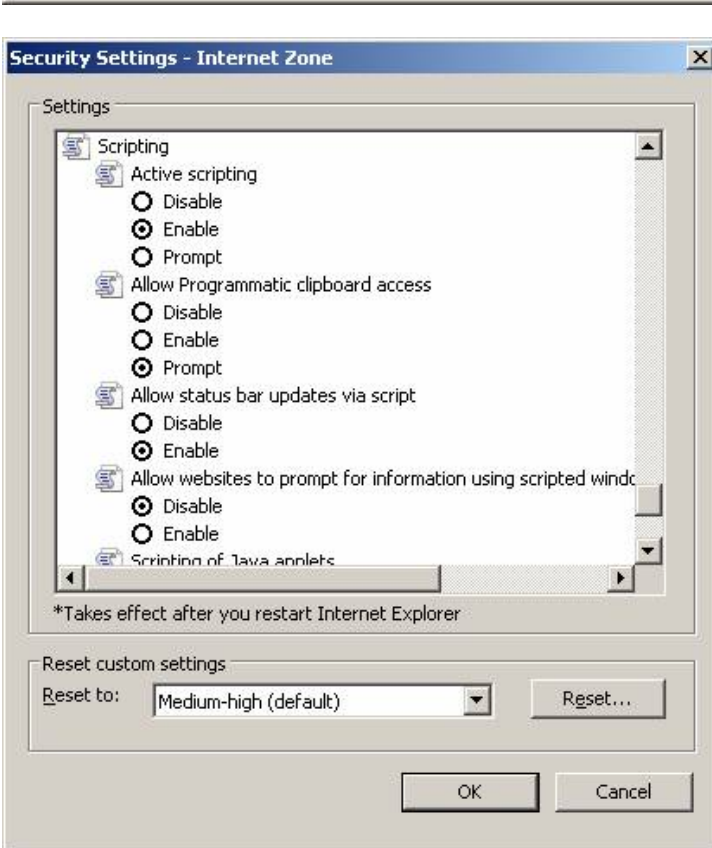 Security Settings - Internet Zone
Settings
Scripting
Active scripting
Disable
Enable
Prompt
Allow Programmatic clipboard access
Disable
Enable
Prompt
Allow status bar updates via script
Disable
Enable
Allow websites to prompt for information using scripted windo
Disable
Enable
Scripting of Java applets
*Takes effect after you restart Internet Explorer
Reset custom settings
Reset to:
Medium-high (default)
Reset...
OK
Cancel